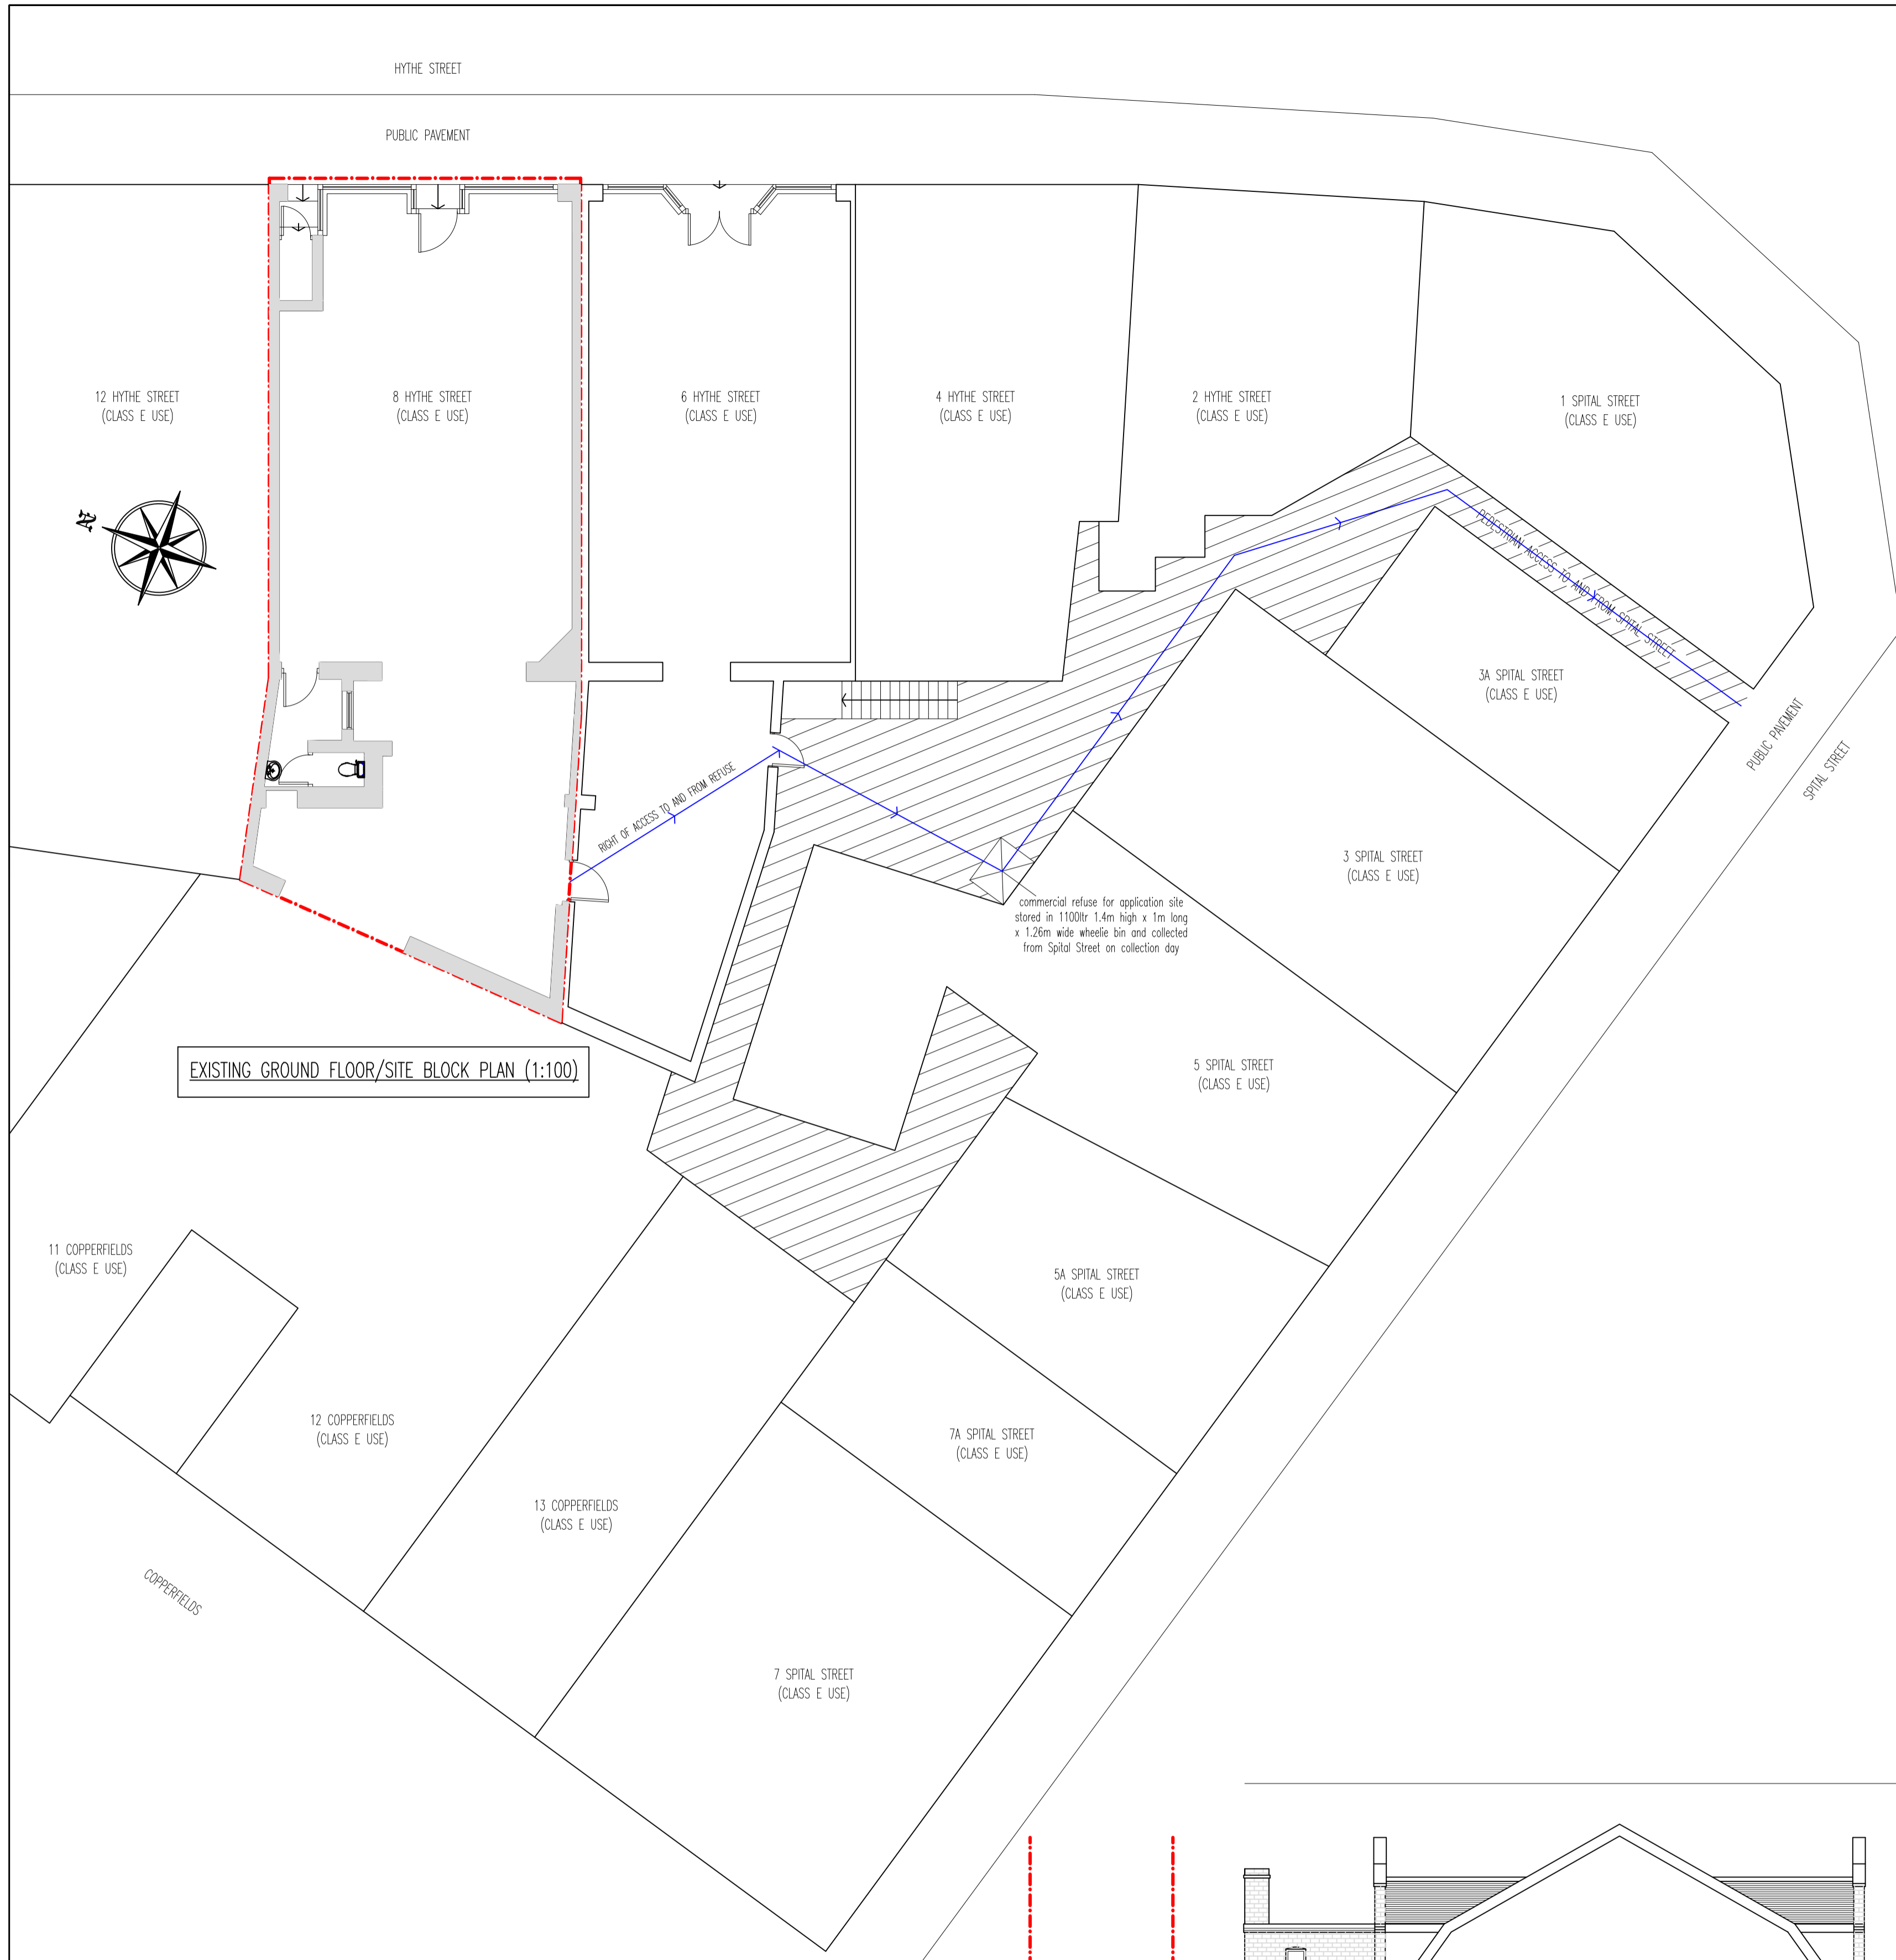 HYTHE STREET
PUBLIC PAVEMENT
12 HYTHE STREET
(CLASS E USE)
8 HYTHE STREET
(CLASS E USE)
6 HYTHE STREET
(CLASS E USE)
4 HYTHE STREET
(CLASS E USE)
2 HYTHE STREET
(CLASS E USE)
1 SPITAL STREET
(CLASS E USE)
N
PEDESTRIAN ACCESS TO AND FROM SPITAL STREET
3A SPITAL STREET
(CLASS E USE)
PUBLIC PAVEMENT
SPITAL STREET
RIGHT OF ACCESS TO AND FROM REFUSE
3 SPITAL STREET
(CLASS E USE)
commercial refuse for application site
stored in 1100ltr 1.4m high x 1m long
x 1.26m wide wheelie bin and collected
from Spital Street on collection day
EXISTING GROUND FLOOR/SITE BLOCK PLAN (1:100)
5 SPITAL STREET
(CLASS E USE)
11 COPPERFIELDS
(CLASS E USE)
5A SPITAL STREET
(CLASS E USE)
12 COPPERFIELDS
(CLASS E USE)
7A SPITAL STREET
(CLASS E USE)
13 COPPERFIELDS
(CLASS E USE)
COPPERFIELDS
7 SPITAL STREET
(CLASS E USE)